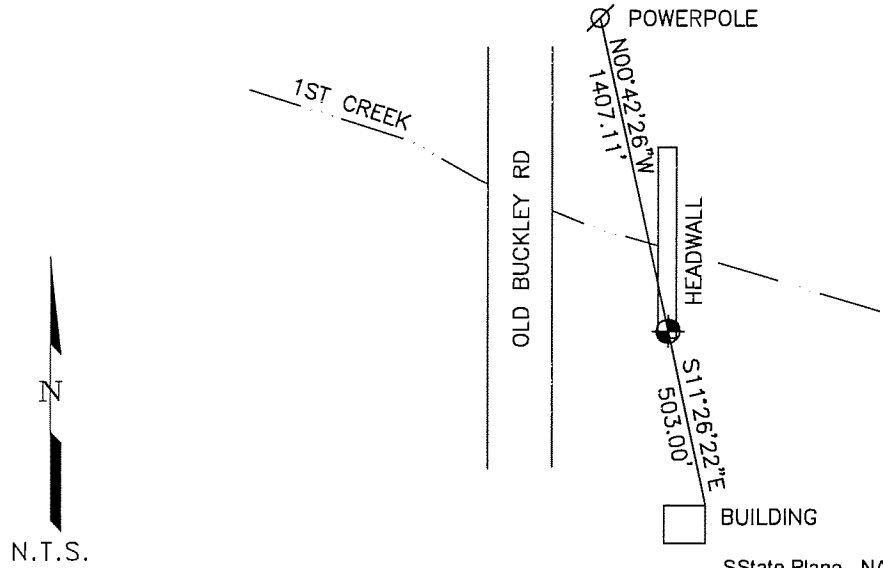 POWERPOLE
N00°42'26"W
1407.11'
1ST CREEK
OLD BUCKLEY RD
HEADWALL
N
S11°26'22"E
503.00'
BUILDING
N.T.S.
SState Plane NA